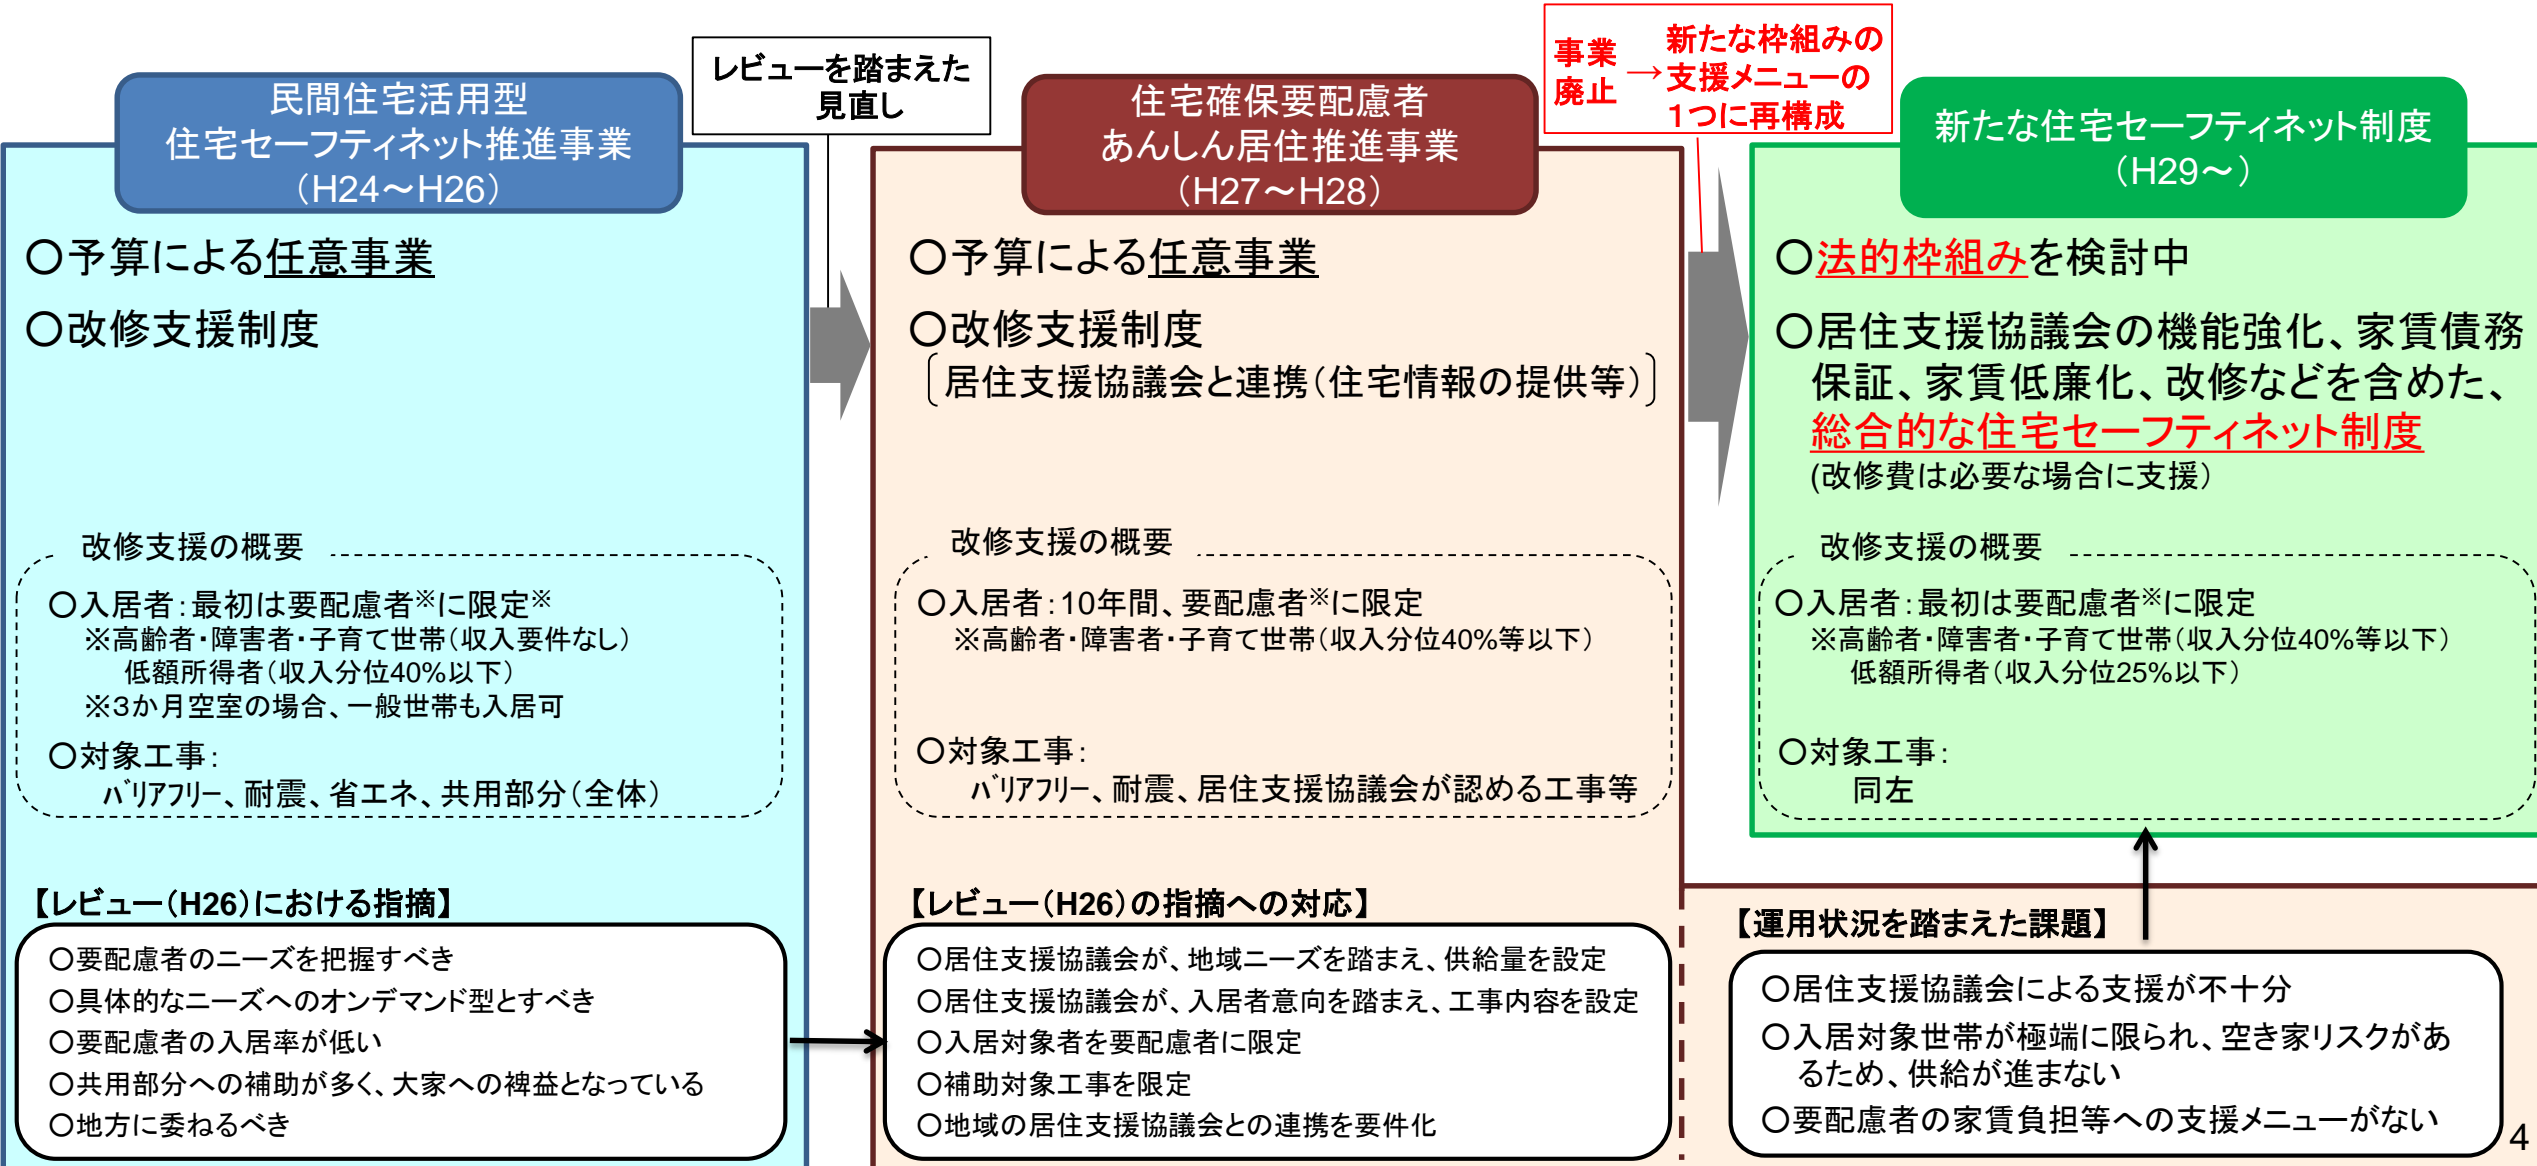 民間住宅活用型
住宅セーフティネット推進事業
（H24～H26）
〇予算による任意事業
〇改修支援制度
改修支援の概要
〇入居者：最初は要配慮者※に限定※
※高齢者・障害者・子育て世帯（収入要件なし）
低額所得者（収入分位40%以下）
※3か月空室の場合、一般世帯も入居可
〇対象工事：
ﾊﾞﾘｱﾌﾘｰ、耐震、省エネ、共用部分（全体）
【レビュー（H26）における指摘】
〇要配慮者のニーズを把握すべき
〇具体的なニーズへのオンデマンド型とすべき
〇要配慮者の入居率が低い
〇共用部分への補助が多く、大家への裨益となっている
〇地方に委ねるべき
レビューを踏まえた
見直し
住宅確保要配慮者
あんしん居住推進事業
（H27～H28）
〇予算による任意事業
〇改修支援制度
〔居住支援協議会と連携（住宅情報の提供等）〕
改修支援の概要
〇入居者：10年間、要配慮者※に限定
※高齢者・障害者・子育て世帯（収入分位40%等以下）
〇対象工事：
ﾊﾞﾘｱﾌﾘｰ、耐震、居住支援協議会が認める工事等
【レビュー（H26）の指摘への対応】
〇居住支援協議会が、地域ニーズを踏まえ、供給量を設定
〇居住支援協議会が、入居者意向を踏まえ、工事内容を設定
〇入居対象者を要配慮者に限定
〇補助対象工事を限定
〇地域の居住支援協議会との連携を要件化
事業
廃止
→
新たな枠組みの
支援メニューの
1つに再構成
新たな住宅セーフティネット制度
（H29～）
〇法的枠組みを検討中
〇居住支援協議会の機能強化、家賃債務
保証、家賃低廉化、改修などを含めた、
総合的な住宅セーフティネット制度
(改修費は必要な場合に支援）
改修支援の概要
〇入居者：最初は要配慮者※に限定
※高齢者・障害者・子育て世帯（収入分位40%等以下）
低額所得者（収入分位25%以下）
〇対象工事：
同左
【運用状況を踏まえた課題】
〇居住支援協議会による支援が不十分
〇入居対象世帯が極端に限られ、空き家リスクがあ
るため、供給が進まない
〇要配慮者の家賃負担等への支援メニューがない
4